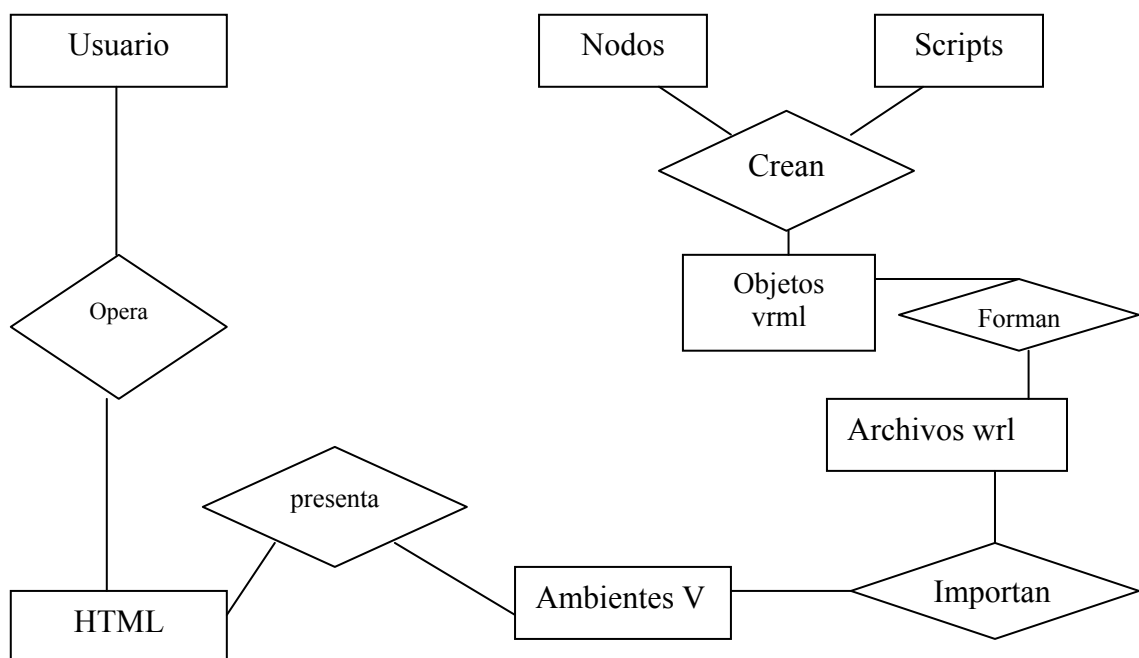 Usuario
Nodos
Scripts
Crean
Objetos
vrml
Opera
Forman
Archivos wrl
presenta
Ambientes V
Importan
HTML